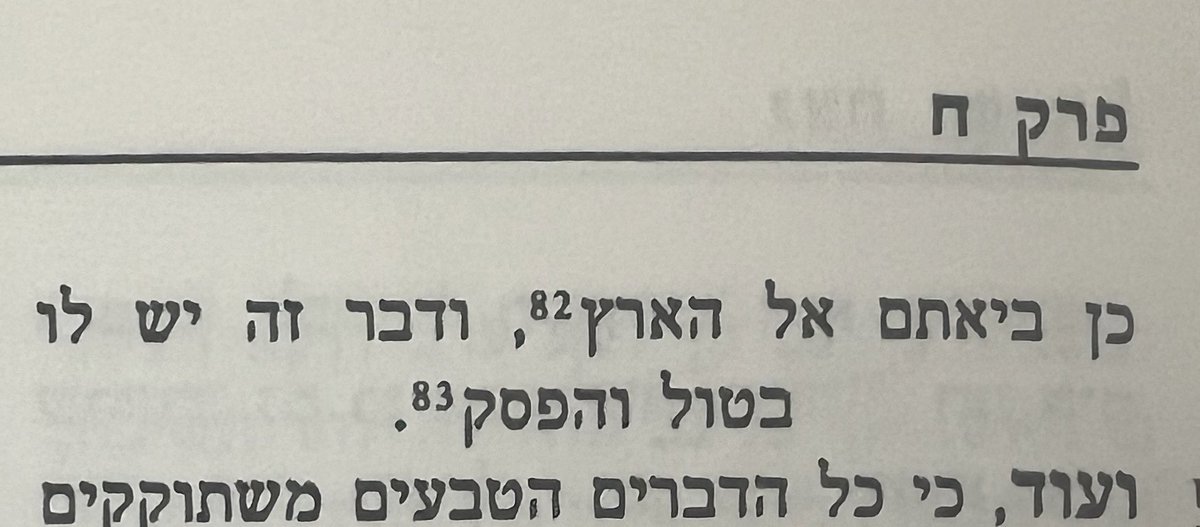 פרק ח
כן ביאתם אל הארץ82, ודבר זה יש לו
בטול והפסק83.
ועוד, כי כל הדברים הטבעים משתוקקים